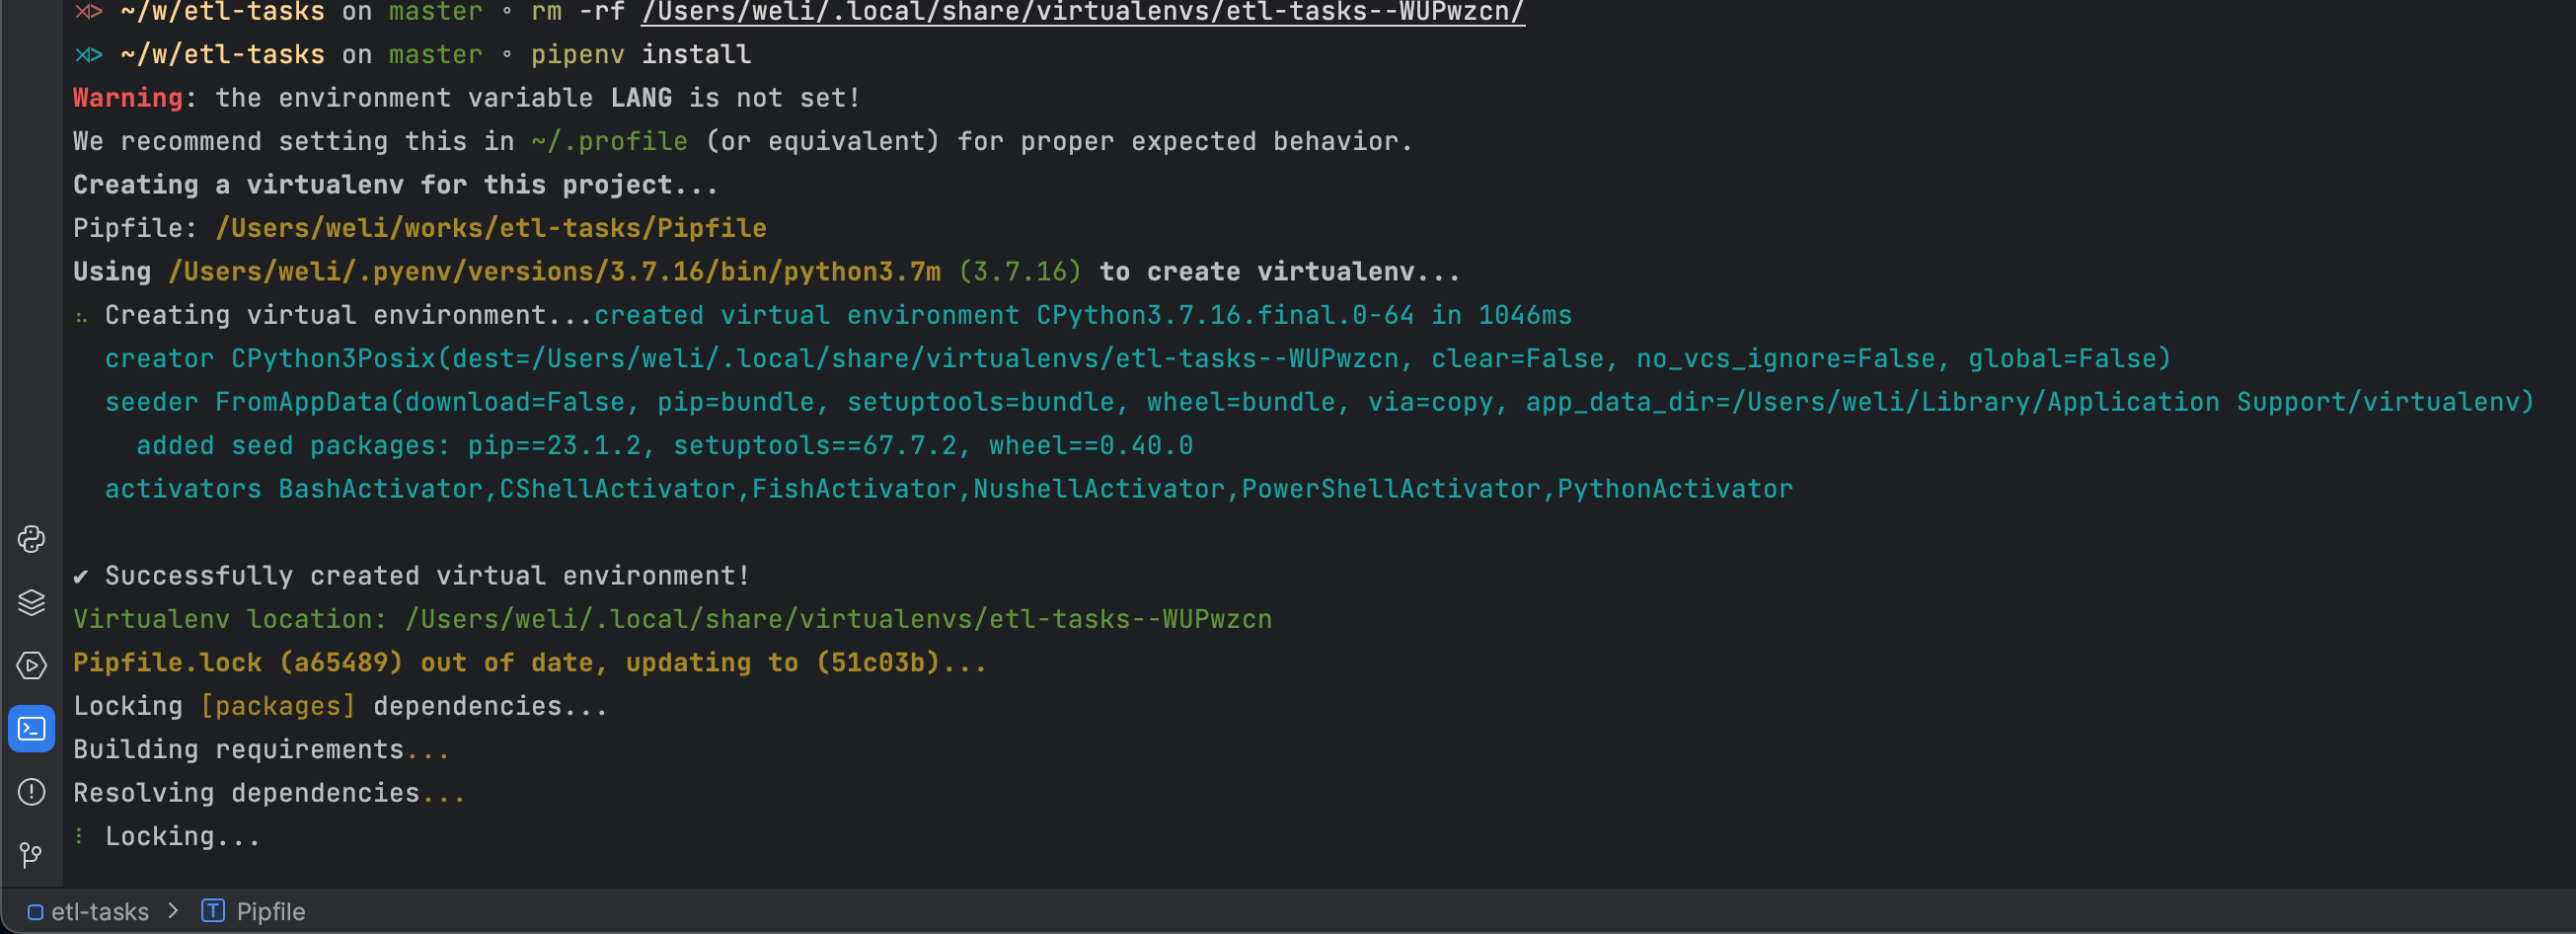 ~/w/etl-tasks on master ∘ rm -rf /Users/weli/.local/share/virtualenvs/etl-tasks--WUPwzcn/
~/w/etl-tasks on master ∘ pipenv install
Warning: the environment variable LANG is not set!
We recommend setting this in ~/.profile (or equivalent) for proper expected behavior.
Creating a virtualenv for this project...
Pipfile: /Users/weli/works/etl-tasks/Pipfile
Using /Users/weli/.pyenv/versions/3.7.16/bin/python3.7m (3.7.16) to create virtualenv...
Creating virtual environment...created virtual environment CPython3.7.16.final.0-64 in 1046ms
creator CPython3Posix(dest=/Users/weli/.local/share/virtualenvs/etl-tasks--WUPwzcn, clear=False, no_vcs_ignore=False, global=False)
seeder FromAppData(download=False, pip=bundle, setuptools=bundle, wheel=bundle, via=copy, app_data_dir=/Users/weli/Library/Application Support/virtualenv)
added seed packages: pip==23.1.2, setuptools==67.7.2, wheel==0.40.0
activators BashActivator,CShellActivator,FishActivator,NushellActivator,PowerShellActivator,PythonActivator
✔ Successfully created virtual environment!
Virtualenv location: /Users/weli/.local/share/virtualenvs/etl-tasks--WUPwzcn
Pipfile.lock (a65489) out of date, updating to (51c03b)...
Locking [packages] dependencies...
Building requirements...
Resolving dependencies...
Locking...
etl-tasks > Pipfile